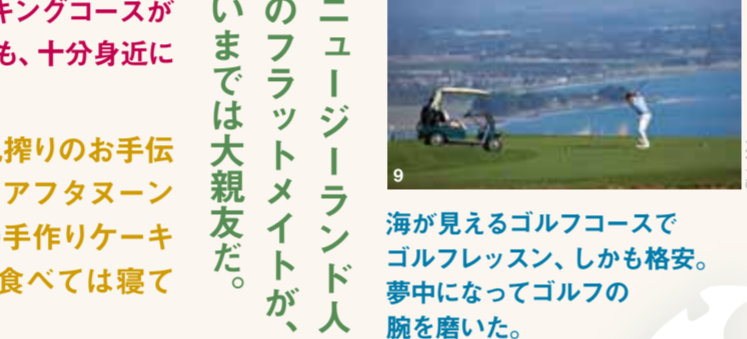 キングコースが
も、十分身近に
搾りのお手伝
アフタヌーン
手作りケーキ
食べては寝て
ニュージーランド人
のフラットメイトが、
いまでは大親友だ。
9
海が見えるゴルフコースで
ゴルフレッスン、しかも格安。
夢中になってゴルフの
腕を磨いた。